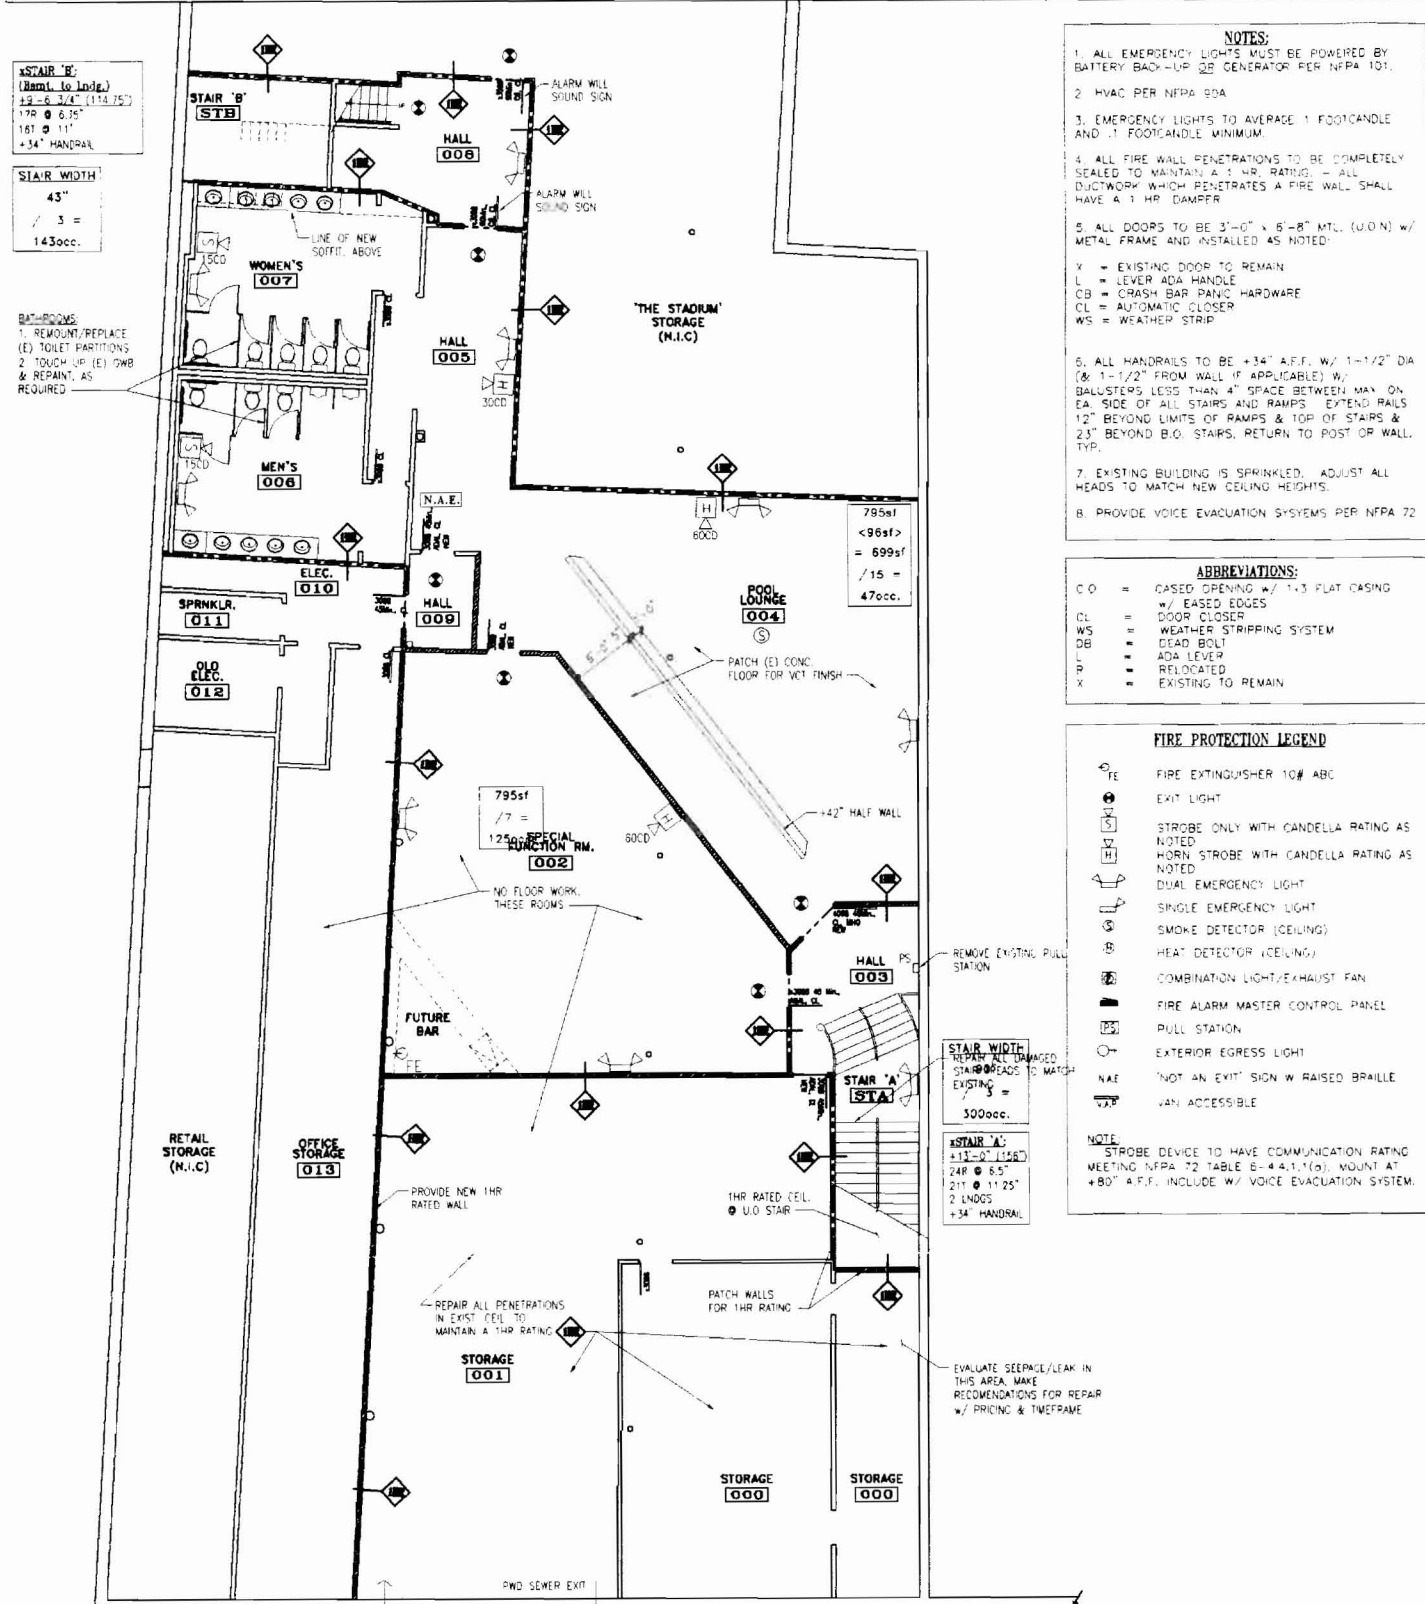 xSTAIR 'B':
(Bsmt. to Lndg.)
+9'-6 3/4" (114.75")
17R @ 6.75"
16T @ 11"
+34" HANDRAIL
STAIR WIDTH
43"
/ 3 =
143occ.
BATHROOMS:
1. REMOUNT/REPLACE
(E) TOILET PARTITIONS
2 TOUCH UP (E) GWB
& REPAINT, AS
REQUIRED
STAIR 'B'
STB
HALL
008
ALARM WILL
SOUND SIGN
ALARM WILL
SOUND SIGN
LINE OF NEW
SOFFIT, ABOVE
15CD
WOMEN'S
007
HALL
005
30CD
'THE STADIUM'
STORAGE
(N.I.C)
15CD
MEN'S
006
N.A.E.
60CD
795sf
<96sf>
= 699sf
/15 =
47occ.
ELEC.
010
SPRNKLR.
011
HALL
009
OLD
ELEC.
012
POOL
LOUNGE
004
PATCH (E) CONC.
FLOOR FOR VCT FINISH
+42" HALF WALL
795sf
/7 =
125occ.
SPECIAL
FUNCTION RM.
002
60CD
NO FLOOR WORK,
THESE ROOMS
HALL
003
PS
REMOVE EXISTING PULL
STATION
FUTURE
BAR
FE
STAIR WIDTH
/ 3 =
300occ.
REPAIR ALL DAMAGED
STAIR TREADS TO MATCH
EXISTING
STAIR 'A'
STA
xSTAIR 'A':
+13'-0" (156")
24R @ 6.5"
21T @ 11.25"
2 LNDGS
+34" HANDRAIL
RETAIL
STORAGE
(N.I.C)
OFFICE
STORAGE
013
PROVIDE NEW 1HR
RATED WALL
1HR RATED CEIL.
@ U.O STAIR
PATCH WALLS
FOR 1HR RATING
REPAIR ALL PENETRATIONS
IN EXIST CEIL TO
MAINTAIN A 1HR RATING
STORAGE
001
EVALUATE SEEPAGE/LEAK IN
THIS AREA, MAKE
RECOMENDATIONS FOR REPAIR
w/ PRICING & TIMEFRAME
STORAGE
000
STORAGE
000
PWD SEWER EXIT
NOTES:
1. ALL EMERGENCY LIGHTS MUST BE POWERED BY
BATTERY BACK-UP OR GENERATOR PER NFPA 101.
2 HVAC PER NFPA 90A
3. EMERGENCY LIGHTS TO AVERAGE 1 FOOTCANDLE
AND .1 FOOTCANDLE MINIMUM.
4. ALL FIRE WALL PENETRATIONS TO BE COMPLETELY
SEALED TO MAINTAIN A 1 HR. RATING. - ALL
DUCTWORK WHICH PENETRATES A FIRE WALL SHALL
HAVE A 1 HR DAMPER
5. ALL DOORS TO BE 3'-0" x 6'-8" MTL. (U.O N) w/
METAL FRAME AND INSTALLED AS NOTED:
X = EXISTING DOOR TO REMAIN
L = LEVER ADA HANDLE
CB = CRASH BAR PANIC HARDWARE
CL = AUTOMATIC CLOSER
WS = WEATHER STRIP
6. ALL HANDRAILS TO BE +34" A.F.F. W/ 1-1/2" DIA
(& 1-1/2" FROM WALL IF APPLICABLE) W/
BALUSTERS LESS THAN 4" SPACE BETWEEN MAX ON
EA. SIDE OF ALL STAIRS AND RAMPS EXTEND RAILS
12" BEYOND LIMITS OF RAMPS & TOP OF STAIRS &
23" BEYOND B.O. STAIRS, RETURN TO POST OR WALL,
TYP.
7. EXISTING BUILDING IS SPRINKLED. ADJUST ALL
HEADS TO MATCH NEW CEILING HEIGHTS.
8. PROVIDE VOICE EVACUATION SYSYEMS PER NFPA 72
ABBREVIATIONS:
C O = CASED OPENING w/ 1x3 FLAT CASING
w/ EASED EDGES
CL = DOOR CLOSER
WS = WEATHER STRIPPING SYSTEM
DB = DEAD BOLT
L = ADA LEVER
R = RELOCATED
X = EXISTING TO REMAIN
FIRE PROTECTION LEGEND
FE FIRE EXTINGUISHER 10# ABC
EXIT LIGHT
S STROBE ONLY WITH CANDELLA RATING AS
NOTED
H HORN STROBE WITH CANDELLA RATING AS
NOTED
DUAL EMERGENCY LIGHT
SINGLE EMERGENCY LIGHT
S SMOKE DETECTOR (CEILING)
H HEAT DETECTOR (CEILING)
COMBINATION LIGHT/EXHAUST FAN
FIRE ALARM MASTER CONTROL PANEL
PS PULL STATION
EXTERIOR EGRESS LIGHT
N.A.E 'NOT AN EXIT' SIGN W RAISED BRAILLE
V.A.P VAN ACCESSIBLE
NOTE:
STROBE DEVICE TO HAVE COMMUNICATION RATING
MEETING NFPA 72 TABLE 6-4.4.1.1(a). MOUNT AT
+80" A.F.F. INCLUDE W/ VOICE EVACUATION SYSTEM.